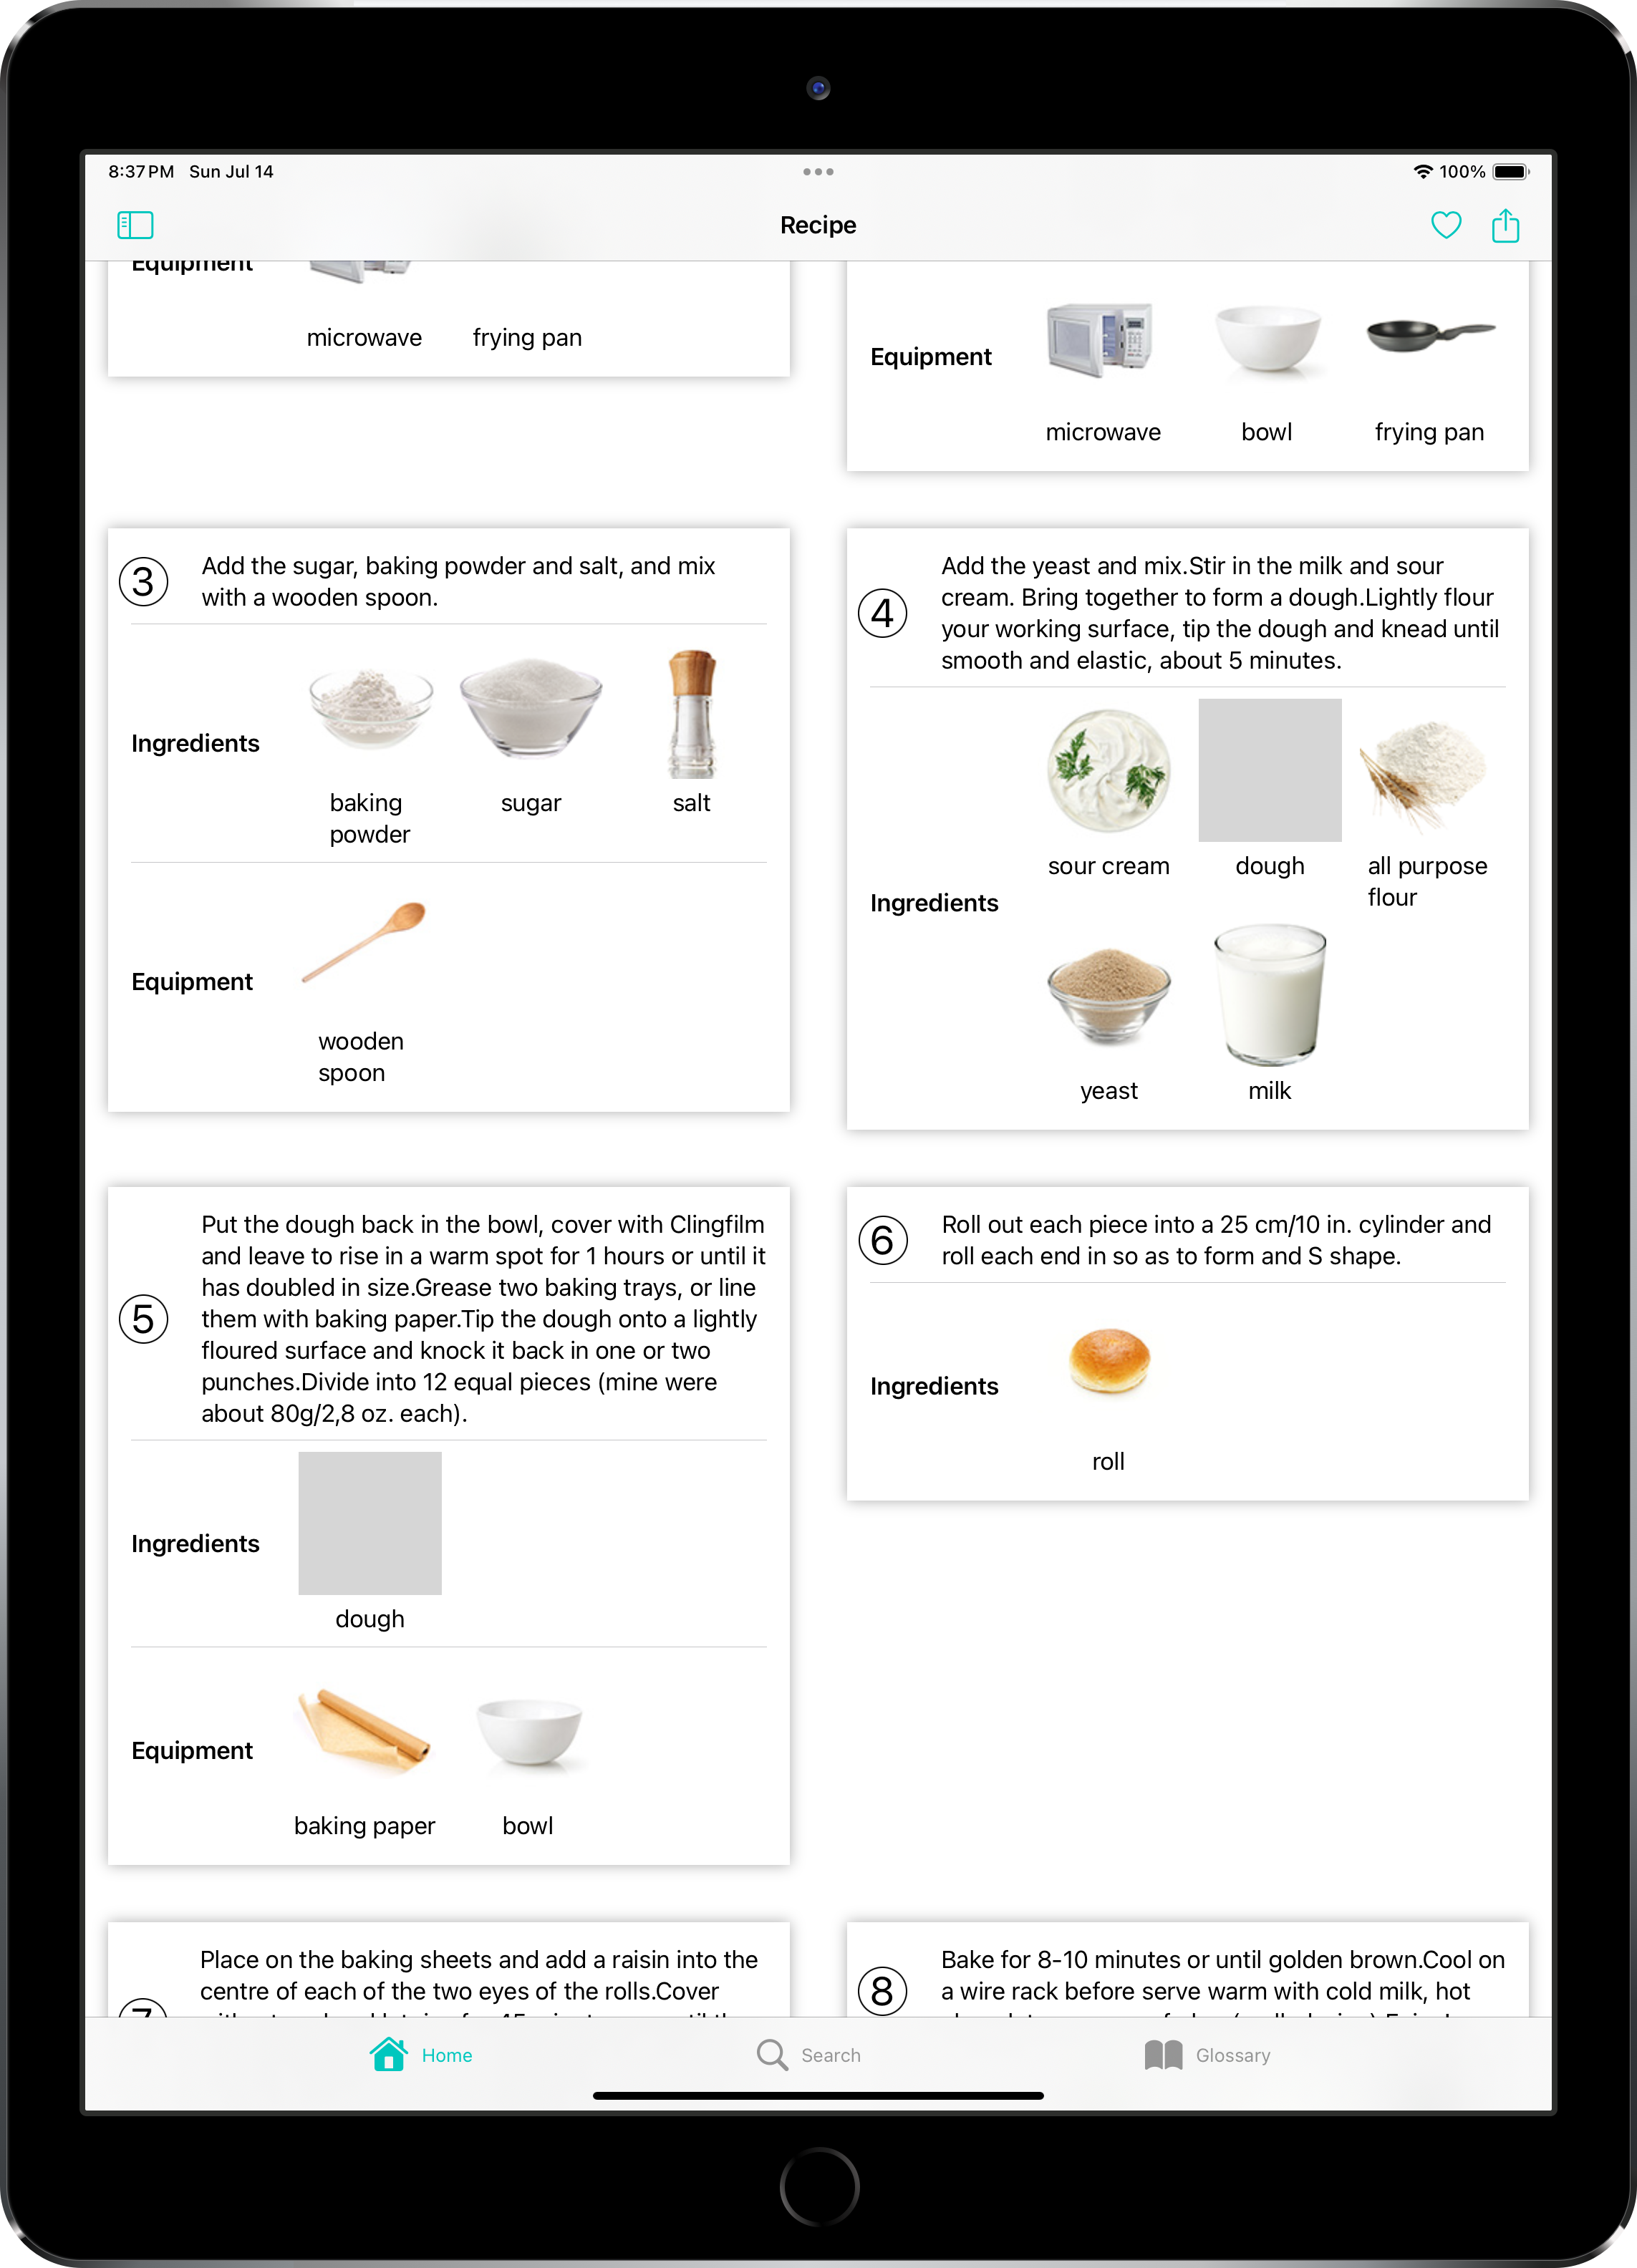 8:37 PM Sun Jul 14
100%
Recipe
Equipment
microwave
frying pan
Equipment
microwave
bowl
frying pan
3
Add the sugar, baking powder and salt, and mix
with a wooden spoon.
Ingredients
baking
powder
sugar
salt
Equipment
wooden
spoon
4
Add the yeast and mix.Stir in the milk and sour
cream. Bring together to form a dough.Lightly flour
your working surface, tip the dough and knead until
smooth and elastic, about 5 minutes.
Ingredients
sour cream
dough
all purpose
flour
yeast
milk
5
Put the dough back in the bowl, cover with Clingfilm
and leave to rise in a warm spot for 1 hours or until it
has doubled in size.Grease two baking trays, or line
them with baking paper.Tip the dough onto a lightly
floured surface and knock it back in one or two
punches.Divide into 12 equal pieces (mine were
about 80g/2,8 oz. each).
Ingredients
dough
Equipment
baking paper
bowl
6
Roll out each piece into a 25 cm/10 in. cylinder and
roll each end in so as to form and S shape.
Ingredients
roll
7
Place on the baking sheets and add a raisin into the
centre of each of the two eyes of the rolls.Cover
8
Bake for 8-10 minutes or until golden brown.Cool on
a wire rack before serve warm with cold milk, hot
Home
Search
Glossary